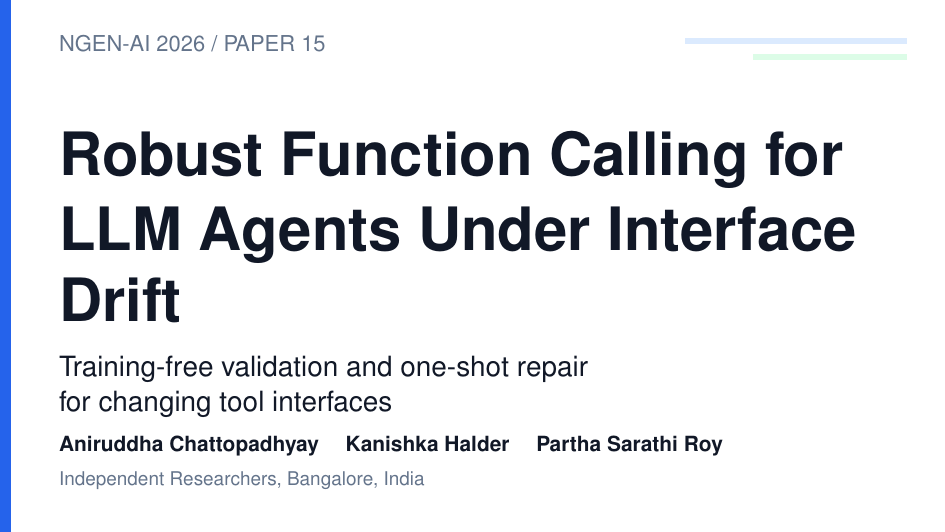 NGEN-AI 2026 / PAPER 15
Robust Function Calling for
LLM Agents Under Interface
Drift
Training-free validation and one-shot repair
for changing tool interfaces
Aniruddha Chattopadhyay Kanishka Halder Partha Sarathi Roy
Independent Researchers, Bangalore, India